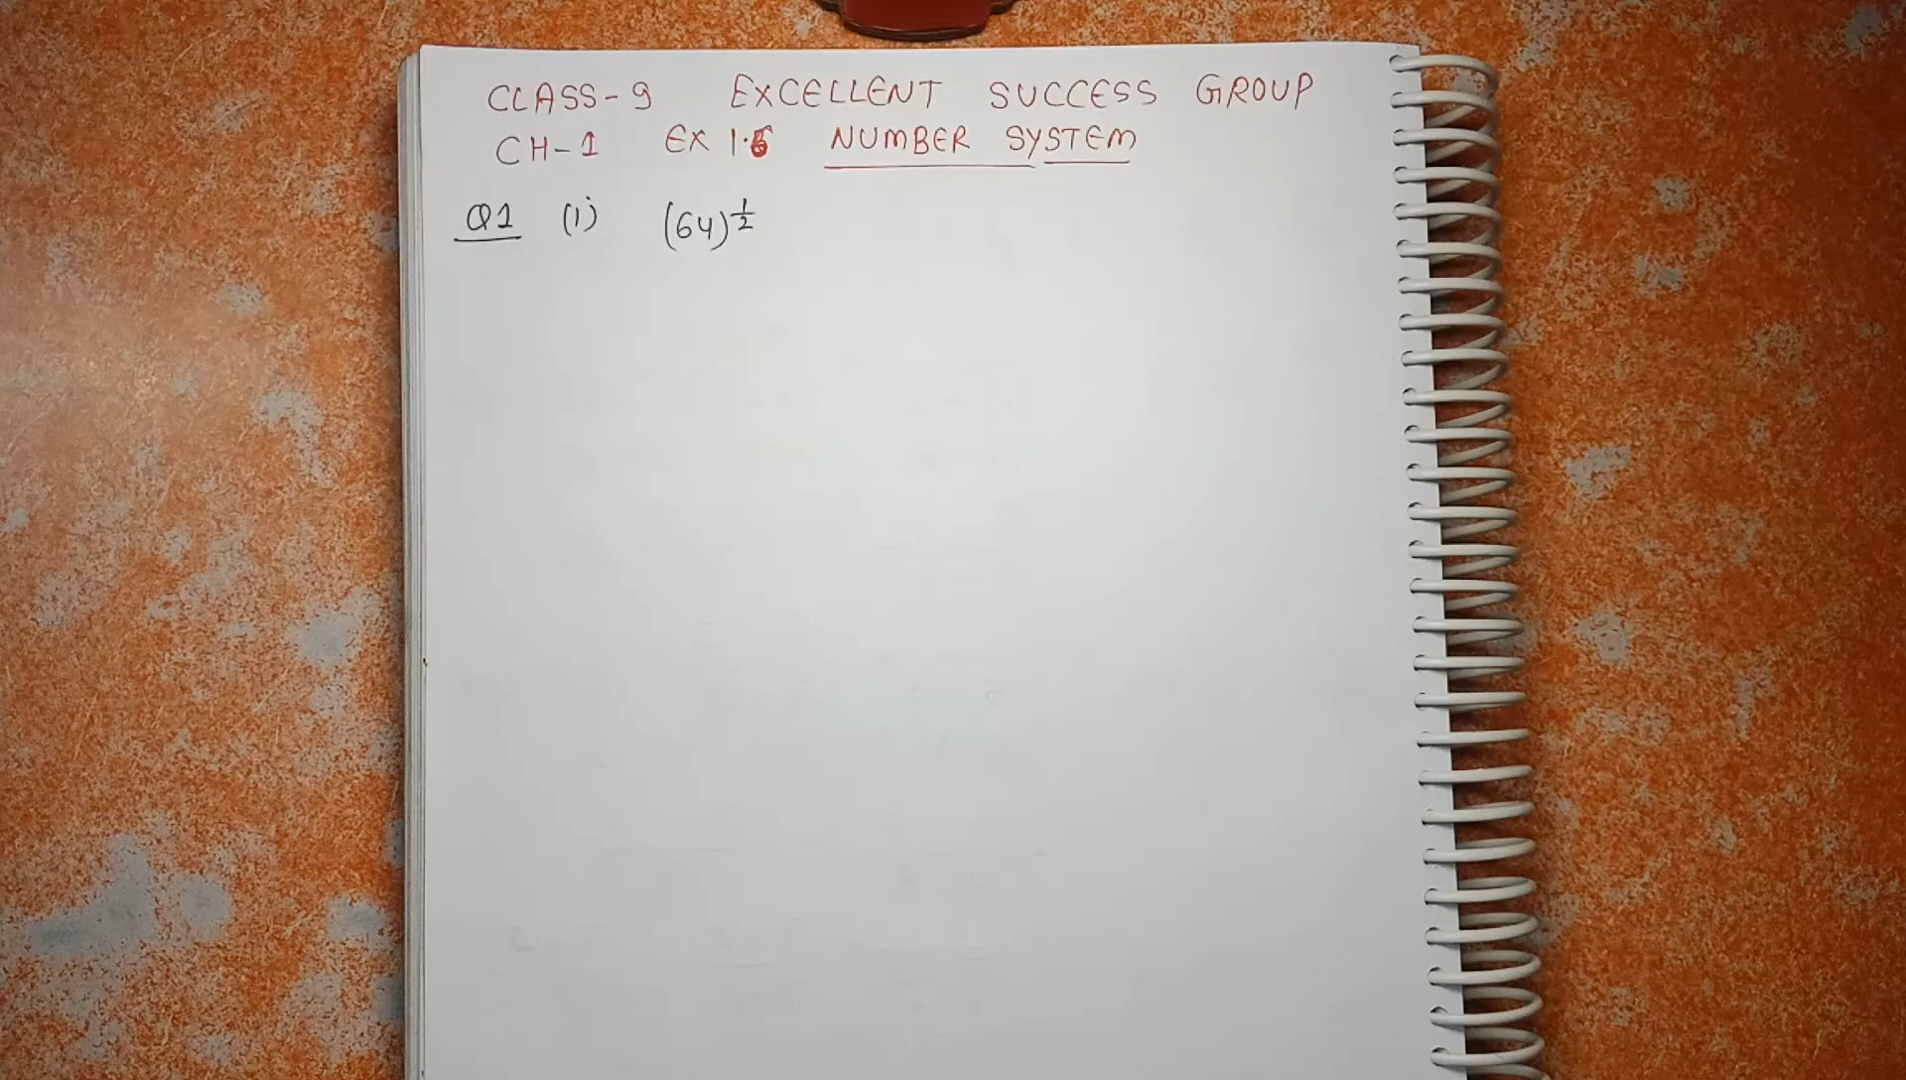 CLASS-9 EXCELLENT SUCCESS GROUP
CH-1 EX 1.5 NUMBER SYSTEM
Q1 (i) (64)^1/2